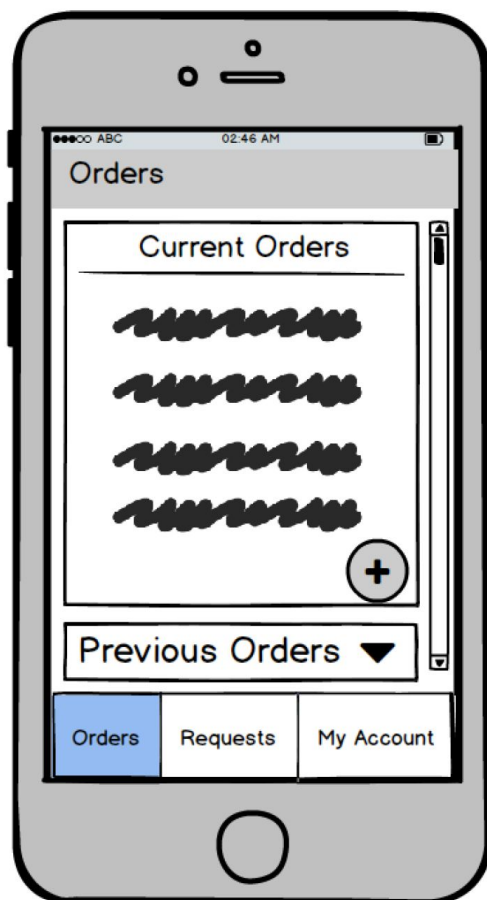 ABC 02:46 AM
Orders
Current Orders
+
Previous Orders
Orders Requests My Account